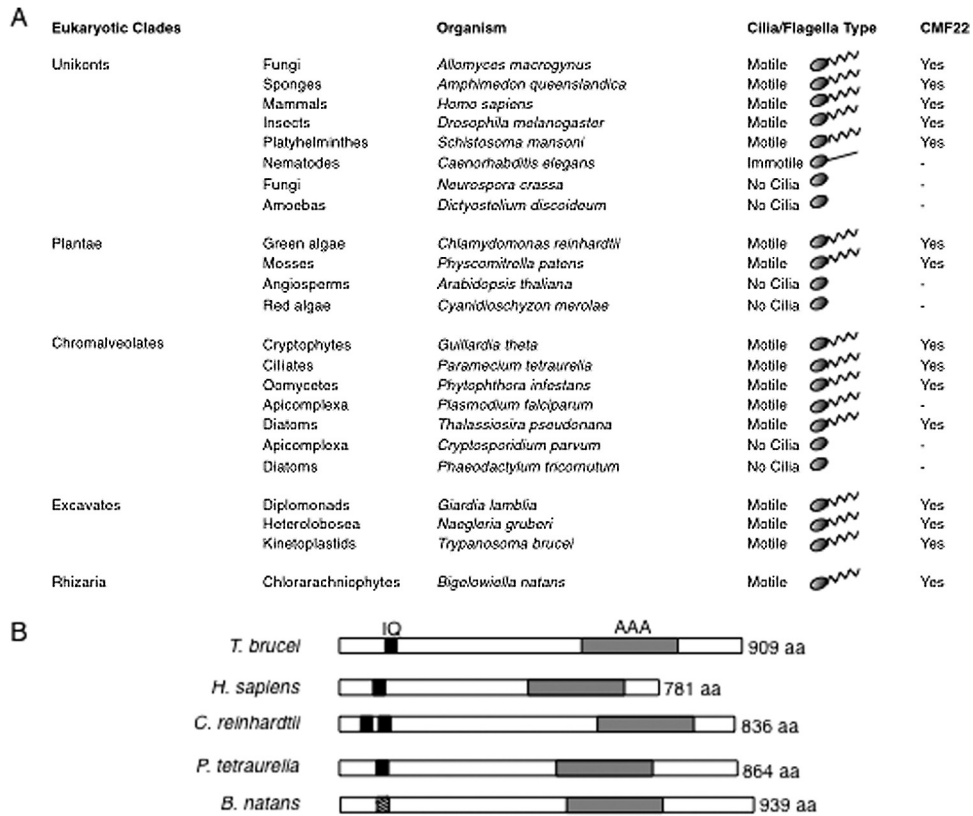 A
Eukaryotic Clades Organism Cilia/Flagella Type CMF22
Unikonts Fungi Allomyces macrogynus Motile Yes
Sponges Amphimedon queenslandica Motile Yes
Mammals Homo sapiens Motile Yes
Insects Drosophila melanogaster Motile Yes
Platyhelminthes Schistosoma mansoni Motile Yes
Nematodes Caenorhabditis elegans Immotile -
Fungi Neurospora crassa No Cilia -
Amoebas Dictyostelium discoideum No Cilia -
Plantae Green algae Chlamydomonas reinhardtii Motile Yes
Mosses Physcomitrella patens Motile Yes
Angiosperms Arabidopsis thaliana No Cilia -
Red algae Cyanidioschyzon merolae No Cilia -
Chromalveolates Cryptophytes Guillardia theta Motile Yes
Ciliates Paramecium tetraurelia Motile Yes
Oomycetes Phytophthora infestans Motile Yes
Apicomplexa Plasmodium falciparum Motile -
Diatoms Thalassiosira pseudonana Motile Yes
Apicomplexa Cryptosporidium parvum No Cilia -
Diatoms Phaeodactylum tricornutum No Cilia -
Excavates Diplomonads Giardia lamblia Motile Yes
Heterolobosea Naegleria gruberi Motile Yes
Kinetoplastids Trypanosoma brucei Motile Yes
Rhizaria Chlorarachniophytes Bigelowiella natans Motile Yes
B
IQ AAA
T. brucei 909 aa
H. sapiens 781 aa
C. reinhardtii 836 aa
P. tetraurelia 864 aa
B. natans 939 aa